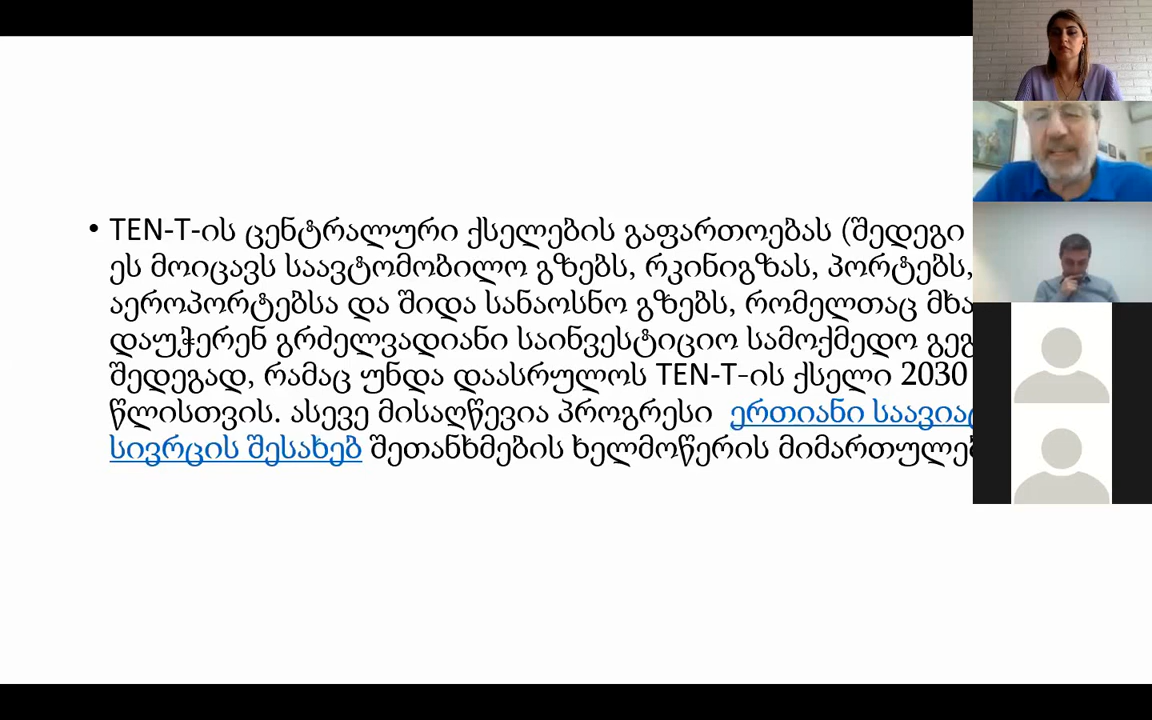 • TEN-T-ის ცენტრალური ქსელების გაფართოებას (შედეგი
ეს მოიცავს საავტომობილო გზებს, რკინიგზას, პორტებს,
აეროპორტებსა და შიდა სანაოსნო გზებს, რომელთაც
დაუჭერენ გრძელვადიანი საინვესტიციო სამოქმედო
შედეგად, რამაც უნდა დაასრულოს TEN-T-ის ქსელი 2030
წლისთვის. ასევე მისაღწევია პროგრესი ერთიანი
სივრცის შესახებ შეთანხმების ხელმოწერის